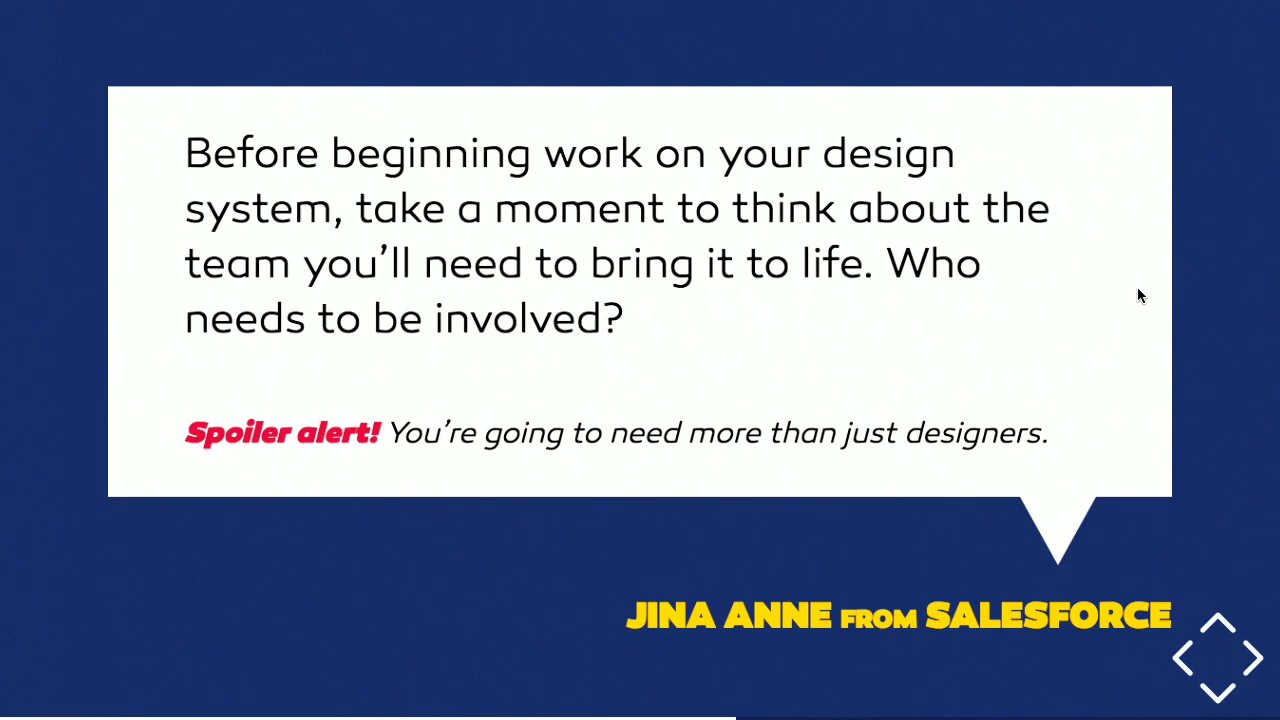 Before beginning work on your design
system, take a moment to think about the
team you’ll need to bring it to life. Who
needs to be involved?
Spoiler alert! You’re going to need more than just designers.
JINA ANNE FROM SALESFORCE